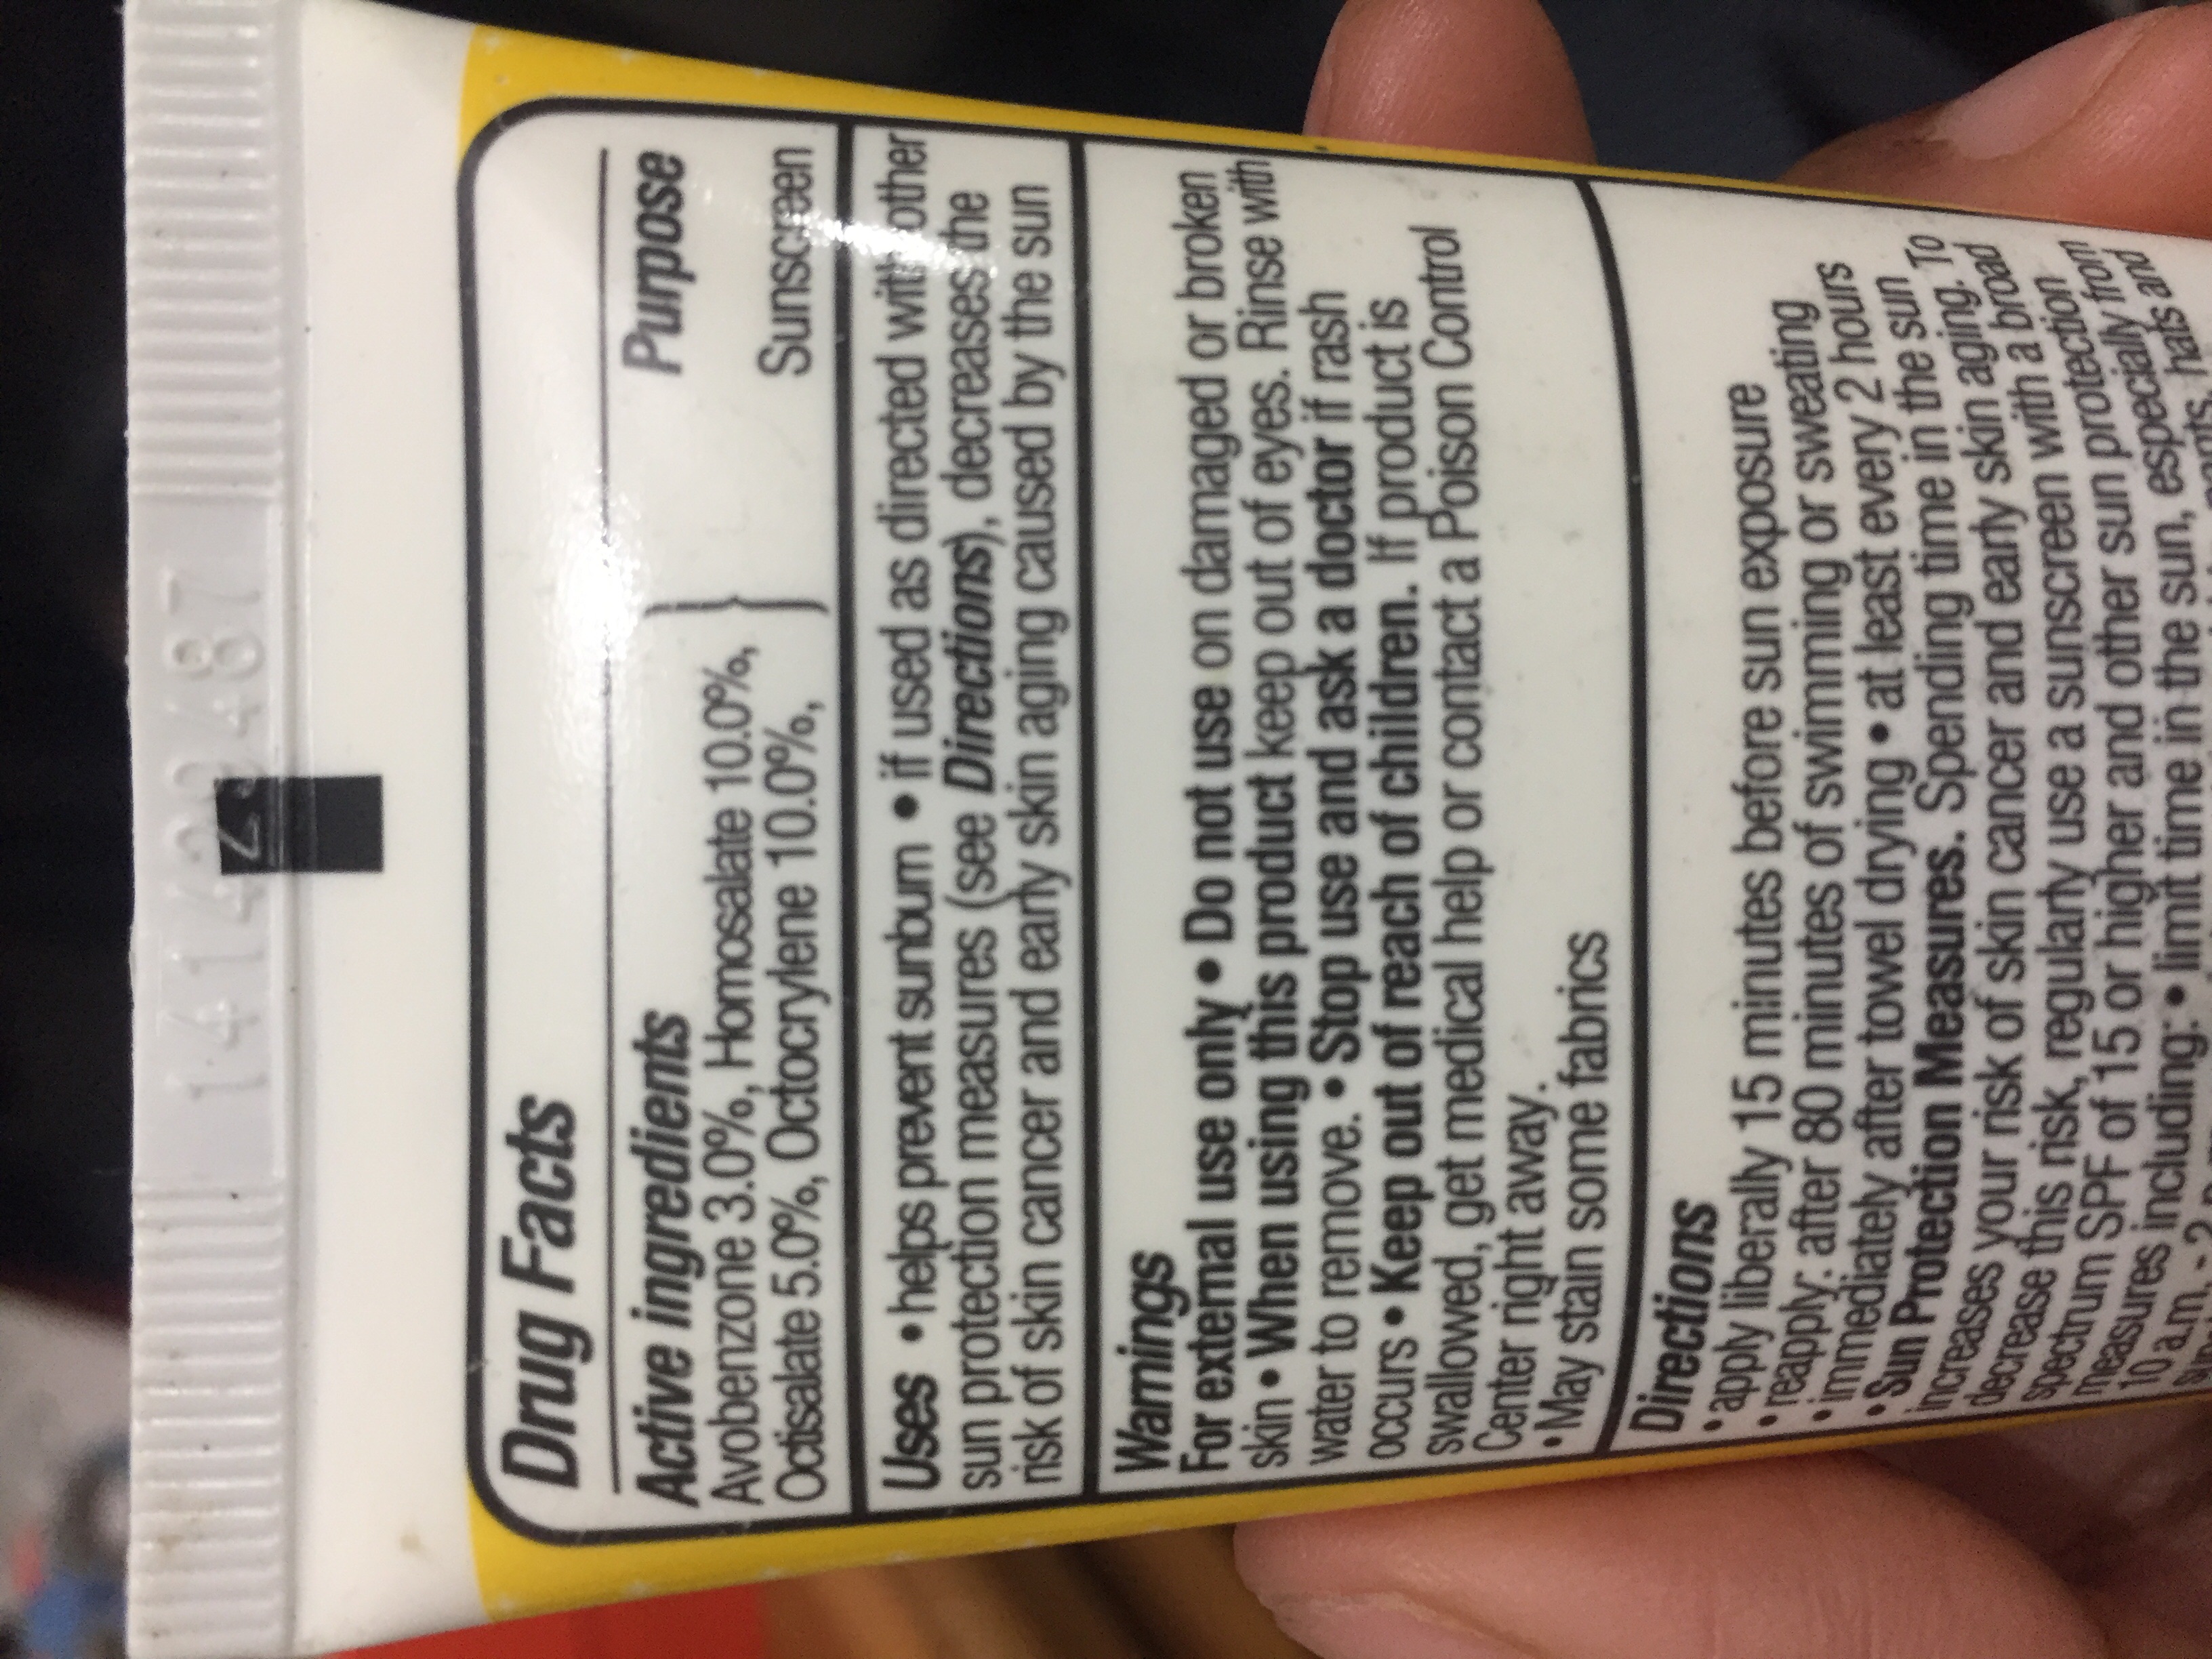 141429487
Drug Facts
Active ingredients
Purpose
Avobenzone 3.0%, Homosalate 10.0%,
Octisalate 5.0%, Octocrylene 10.0%,
Sunscreen
Uses • helps prevent sunburn • if used as directed with other
sun protection measures (see Directions), decreases the
risk of skin cancer and early skin aging caused by the sun
Warnings
For external use only • Do not use on damaged or broken
skin • When using this product keep out of eyes. Rinse with
water to remove. • Stop use and ask a doctor if rash
occurs • Keep out of reach of children. If product is
swallowed, get medical help or contact a Poison Control
Center right away.
• May stain some fabrics
Directions
• apply liberally 15 minutes before sun exposure
• reapply: after 80 minutes of swimming or sweating
• immediately after towel drying • at least every 2 hours
• Sun Protection Measures. Spending time in the sun
increases your risk of skin cancer and early skin aging. To
decrease this risk, regularly use a sunscreen with a broad
spectrum SPF of 15 or higher and other sun protection
measures including: • limit time in the sun, especially from
10 a.m. - 2 pants, hats and